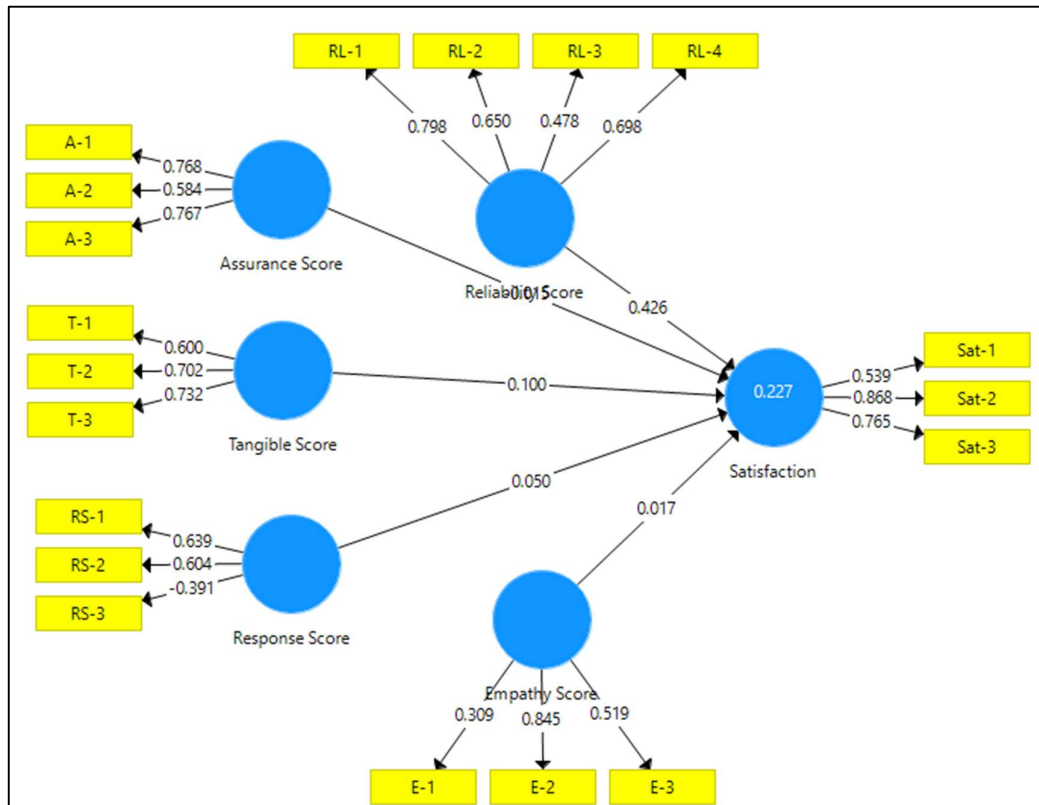 RL-1 RL-2 RL-3 RL-4
0.798 0.650 0.478 0.698
A-1
0.768
A-2
0.584
A-3
0.767
Assurance Score
Reliability Score
-0.015
0.426
T-1
0.600
T-2
0.702
T-3
0.732
Tangible Score
0.100
0.227
Satisfaction
Sat-1
0.539
Sat-2
0.868
Sat-3
0.765
RS-1
0.639
RS-2
0.604
RS-3
-0.391
Response Score
0.050
0.017
Empathy Score
0.309 0.845 0.519
E-1 E-2 E-3